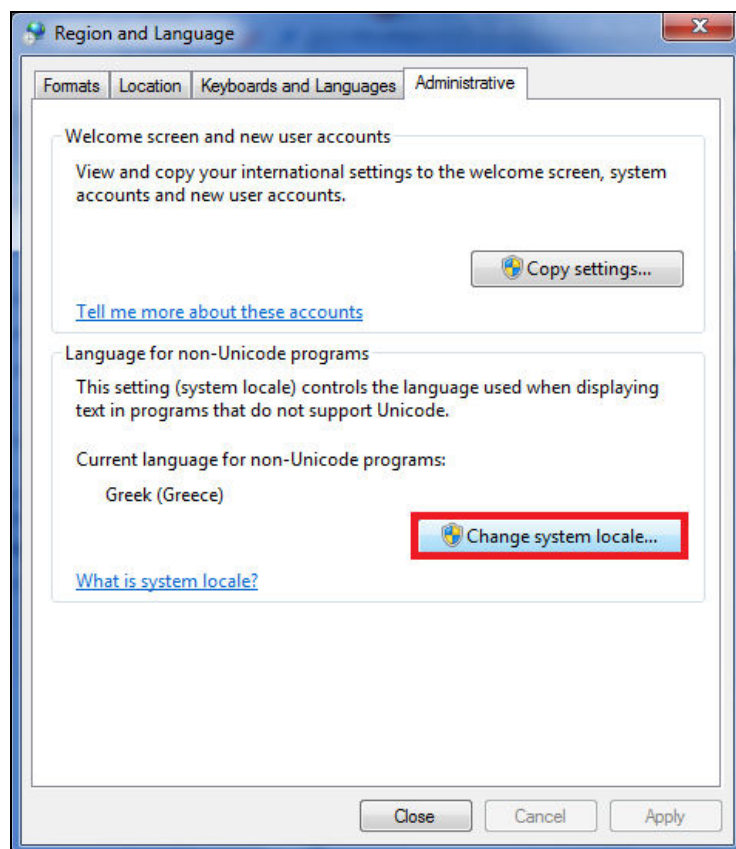 Region and Language
Formats Location Keyboards and Languages Administrative
Welcome screen and new user accounts
View and copy your international settings to the welcome screen, system
accounts and new user accounts.
Copy settings...
Tell me more about these accounts
Language for non-Unicode programs
This setting (system locale) controls the language used when displaying
text in programs that do not support Unicode.
Current language for non-Unicode programs:
Greek (Greece)
Change system locale...
What is system locale?
Close Cancel Apply